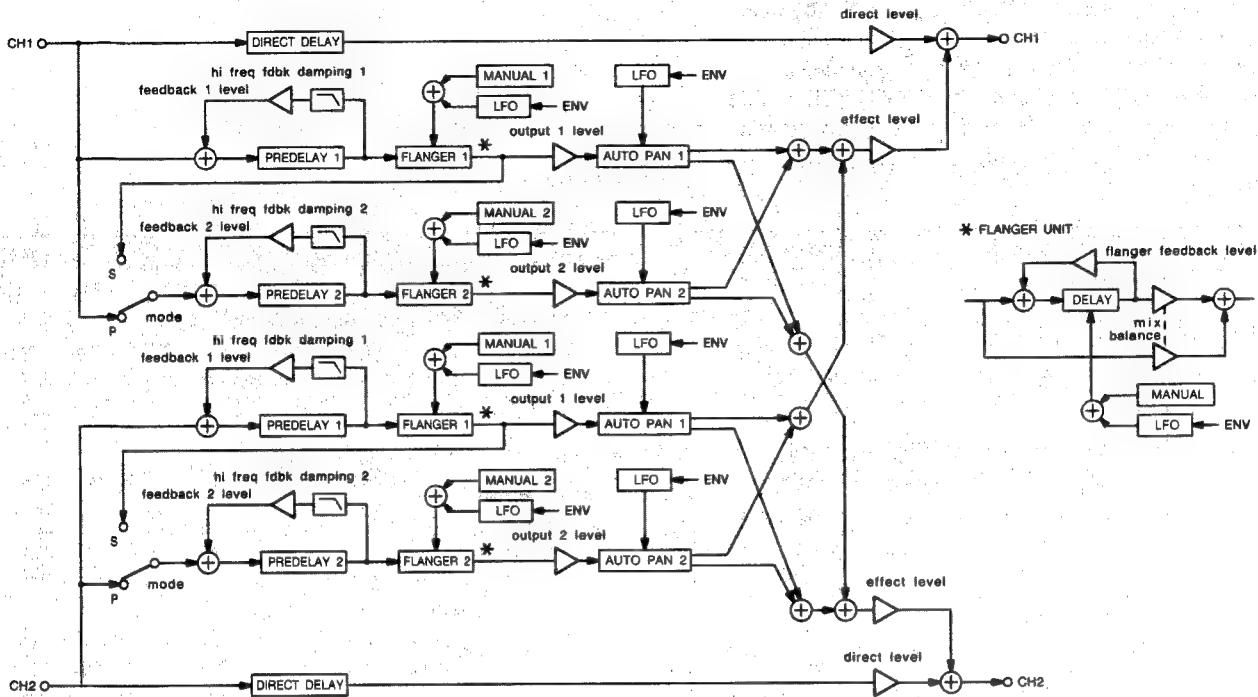 direct level
CH1
DIRECT DELAY
CH1
hi freq fdbk damping 1
MANUAL 1
LFO
ENV
feedback 1 level
LFO
ENV
output 1 level
effect level
PREDELAY 1
FLANGER 1
*
AUTO PAN 1
hi freq fdbk damping 2
MANUAL 2
LFO
ENV
feedback 2 level
LFO
ENV
* FLANGER UNIT
S
output 2 level
flanger feedback level
PREDELAY 2
FLANGER 2
*
AUTO PAN 2
DELAY
P
mode
mix
balance
hi freq fdbk damping 1
MANUAL 1
LFO
ENV
feedback 1 level
LFO
ENV
output 1 level
MANUAL
PREDELAY 1
FLANGER 1
*
AUTO PAN 1
LFO
ENV
hi freq fdbk damping 2
MANUAL 2
LFO
ENV
feedback 2 level
LFO
ENV
S
output 2 level
PREDELAY 2
FLANGER 2
*
AUTO PAN 2
P
mode
effect level
direct level
CH2
DIRECT DELAY
CH2